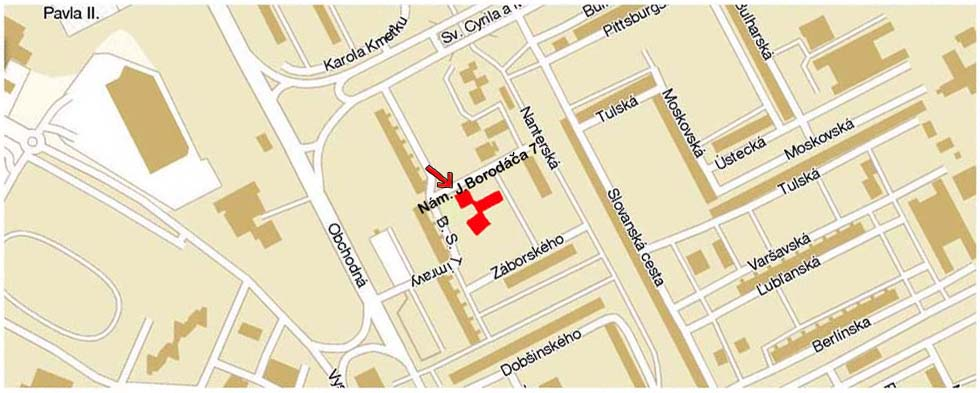 Pavla II.
Karola Kmeťku
Sv. Cyrila a
Pittsburgs
Bulharská
Tulská
Moskovská
Nanterská
Ústecká
Moskovská
Nám. J.Borodáča 7
Tulská
Slovanská cesta
Obchodná
B. S. Timravy
Záborského
Varšavská
Ľubľanská
Berlínska
Dobšinského